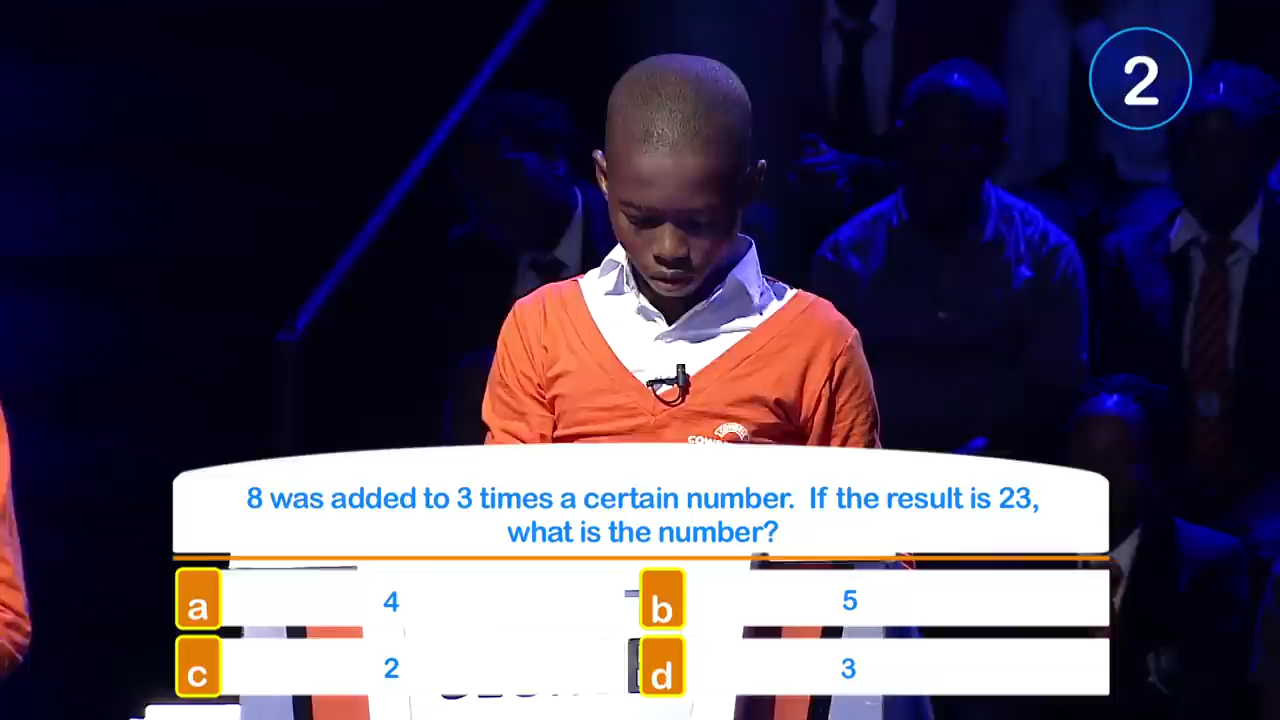 2
8 was added to 3 times a certain number. If the result is 23,
what is the number?
a 4
b 5
c 2
d 3